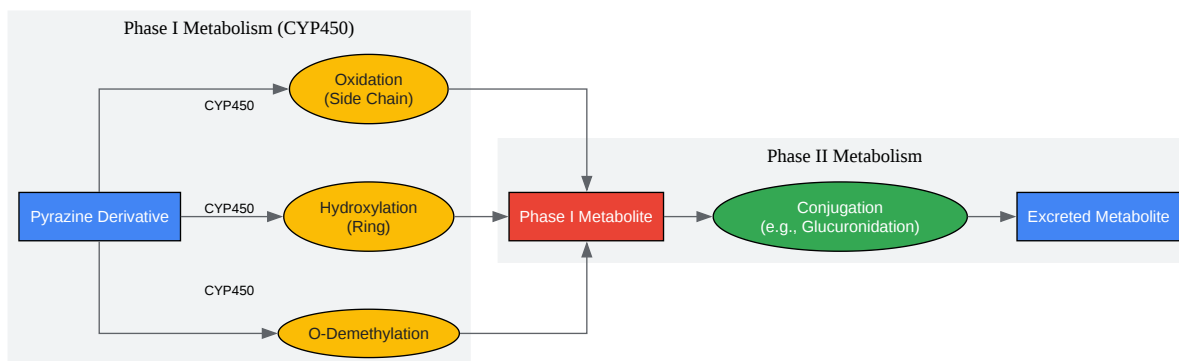 Phase I Metabolism (CYP450)
Oxidation
(Side Chain)
CYP450
Phase II Metabolism
Pyrazine Derivative
CYP450
Hydroxylation
(Ring)
Phase I Metabolite
Conjugation
(e.g., Glucuronidation)
Excreted Metabolite
CYP450
O-Demethylation